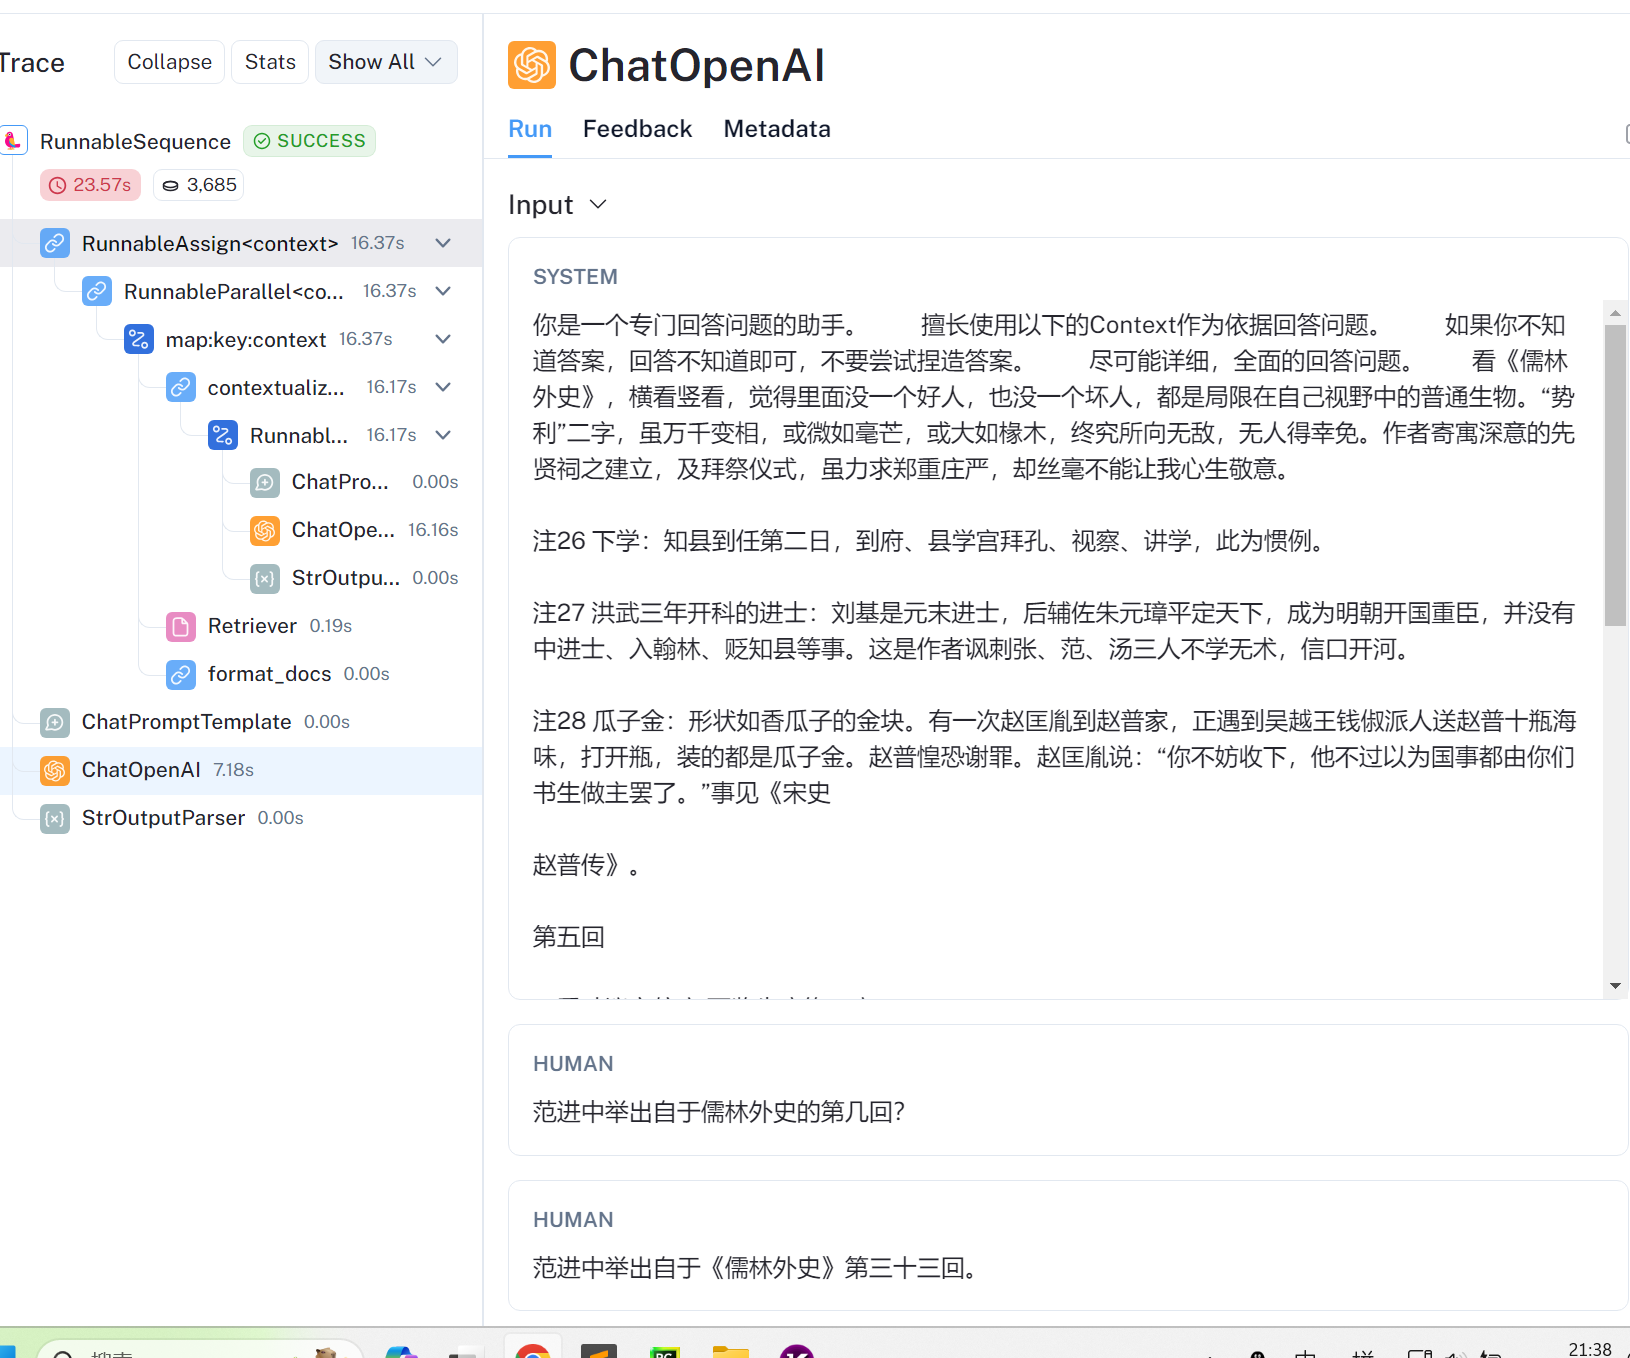 Trace
Collapse
Stats
Show All
RunnableSequence
SUCCESS
23.57s
3,685
RunnableAssign<context> 16.37s
RunnableParallel<co... 16.37s
map:key:context 16.37s
contextualiz... 16.17s
Runnabl... 16.17s
ChatPro... 0.00s
ChatOpe... 16.16s
StrOutpu... 0.00s
Retriever 0.19s
format_docs 0.00s
ChatPromptTemplate 0.00s
ChatOpenAI 7.18s
StrOutputParser 0.00s
ChatOpenAI
Run Feedback Metadata
Input
SYSTEM
你是一个专门回答问题的助手。 擅长使用以下的Context作为依据回答问题。 如果你不知
道答案，回答不知道即可，不要尝试捏造答案。 尽可能详细，全面的回答问题。 看《儒林
外史》，横看竖看，觉得里面没一个好人，也没一个坏人，都是局限在自己视野中的普通生物。“势
利”二字，虽万千变相，或微如毫芒，或大如椽木，终究所向无敌，无人得幸免。作者寄寓深意的先
贤祠之建立，及拜祭仪式，虽力求郑重庄严，却丝毫不能让我心生敬意。
注26 下学：知县到任第二日，到府、县学宫拜孔、视察、讲学，此为惯例。
注27 洪武三年开科的进士：刘基是元末进士，后辅佐朱元璋平定天下，成为明朝开国重臣，并没有
中进士、入翰林、贬知县等事。这是作者讽刺张、范、汤三人不学无术，信口开河。
注28 瓜子金：形状如香瓜子的金块。有一次赵匡胤到赵普家，正遇到吴越王钱俶派人送赵普十瓶海
味，打开瓶，装的都是瓜子金。赵普惶恐谢罪。赵匡胤说：“你不妨收下，他不过以为国事都由你们
书生做主罢了。”事见《宋史
赵普传》。
第五回
HUMAN
范进中举出自于儒林外史的第几回？
HUMAN
范进中举出自于《儒林外史》第三十三回。
21:38